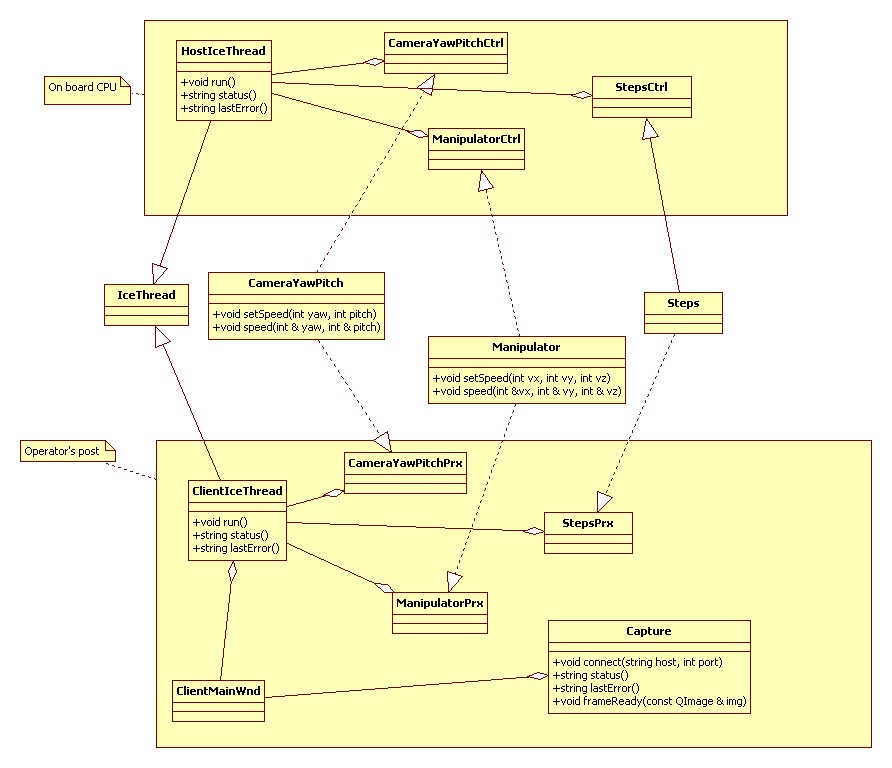 HostIceThread
+void run()
+string status()
+string lastError()
CameraYawPitchCtrl
StepsCtrl
On board CPU
ManipulatorCtrl
IceThread
CameraYawPitch
+void setSpeed(int yaw, int pitch)
+void speed(int & yaw, int & pitch)
Steps
Manipulator
+void setSpeed(int vx, int vy, int vz)
+void speed(int &vx, int & vy, int & vz)
Operator's post
CameraYawPitchPrx
ClientIceThread
+void run()
+string status()
+string lastError()
StepsPrx
ManipulatorPrx
Capture
+void connect(string host, int port)
+string status()
+string lastError()
+void frameReady(const QImage & img)
ClientMainWnd